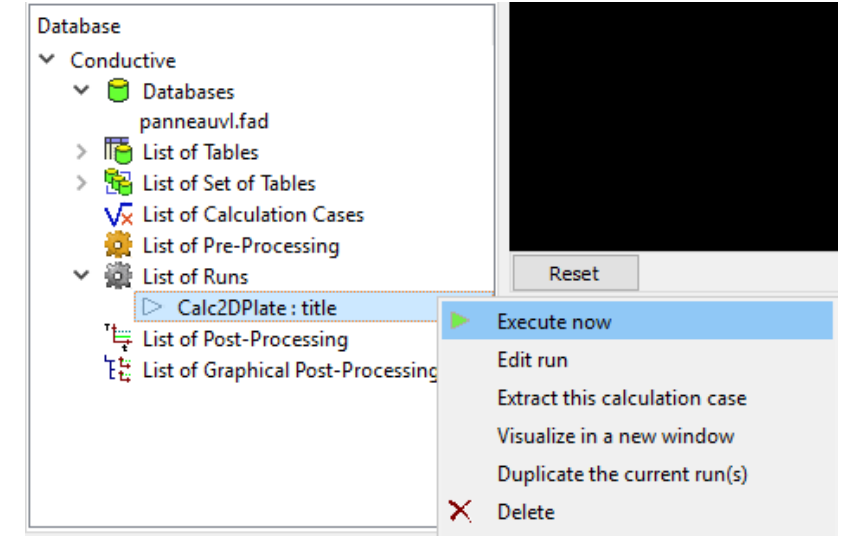 Database
Conductive
Databases
panneauvl.fad
List of Tables
List of Set of Tables
List of Calculation Cases
List of Pre-Processing
List of Runs
Calc2DPlate : title
List of Post-Processing
List of Graphical Post-Processing
Reset
Execute now
Edit run
Extract this calculation case
Visualize in a new window
Duplicate the current run(s)
Delete